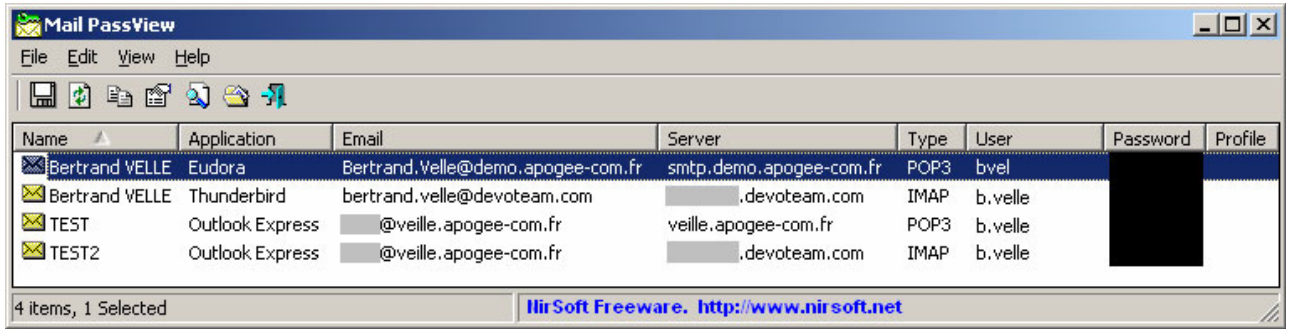 Mail PassView
File Edit View Help
Name Application Email Server Type User Password Profile
Bertrand VELLE Eudora Bertrand.Velle@demo.apogee-com.fr smtp.demo.apogee-com.fr POP3 bvel
Bertrand VELLE Thunderbird bertrand.velle@devoteam.com .devoteam.com IMAP b.velle
TEST Outlook Express @veille.apogee-com.fr veille.apogee-com.fr POP3 b.velle
TEST2 Outlook Express @veille.apogee-com.fr .devoteam.com IMAP b.velle
4 items, 1 Selected NirSoft Freeware. http://www.nirsoft.net